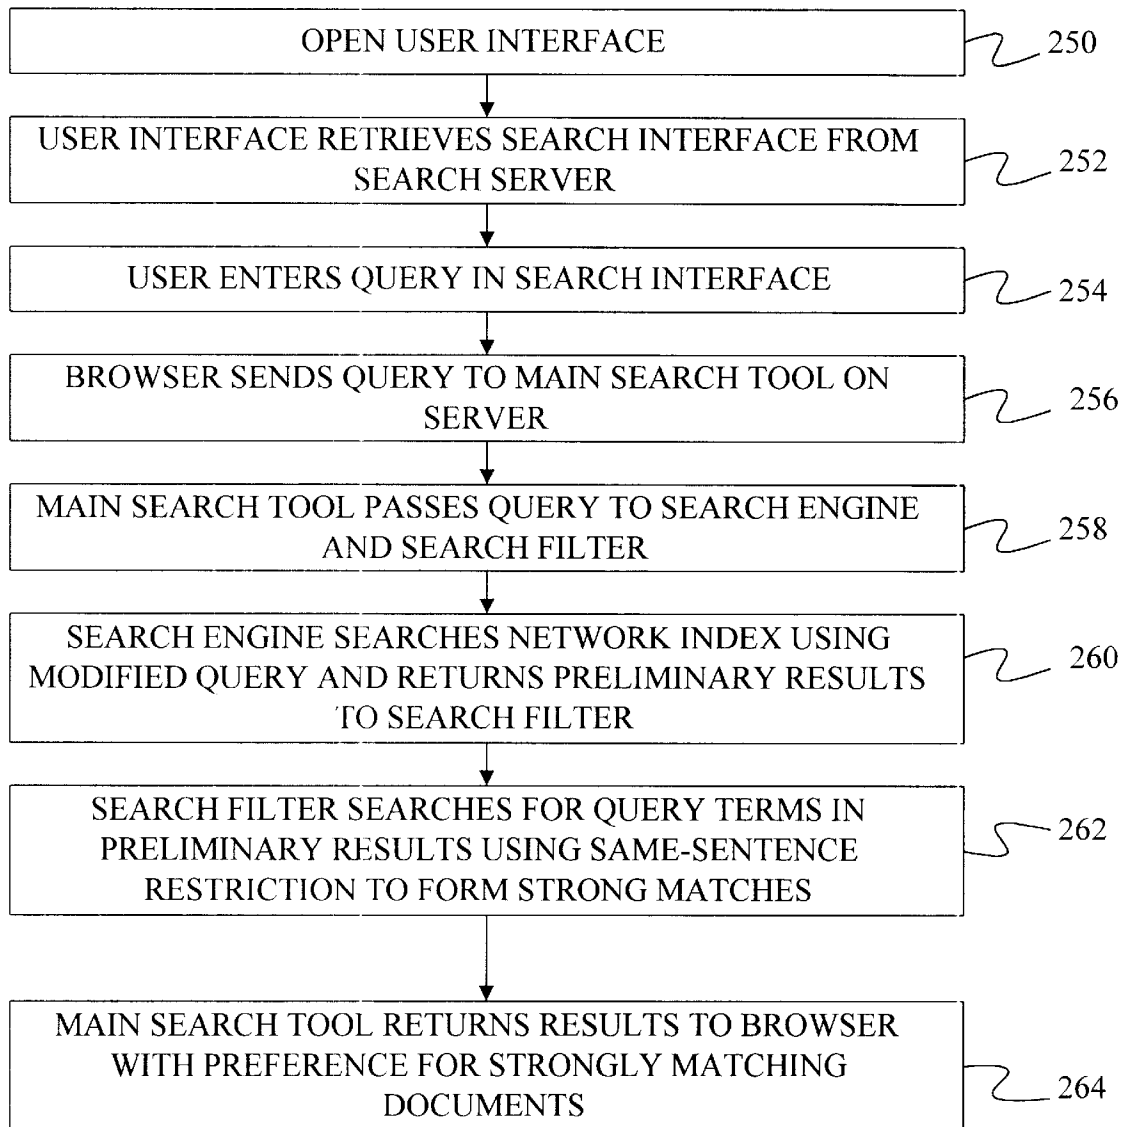 OPEN USER INTERFACE
250
USER INTERFACE RETRIEVES SEARCH INTERFACE FROM
SEARCH SERVER
252
USER ENTERS QUERY IN SEARCH INTERFACE
254
BROWSER SENDS QUERY TO MAIN SEARCH TOOL ON
SERVER
256
MAIN SEARCH TOOL PASSES QUERY TO SEARCH ENGINE
AND SEARCH FILTER
258
SEARCH ENGINE SEARCHES NETWORK INDEX USING
MODIFIED QUERY AND RETURNS PRELIMINARY RESULTS
TO SEARCH FILTER
260
SEARCH FILTER SEARCHES FOR QUERY TERMS IN
PRELIMINARY RESULTS USING SAME-SENTENCE
RESTRICTION TO FORM STRONG MATCHES
262
MAIN SEARCH TOOL RETURNS RESULTS TO BROWSER
WITH PREFERENCE FOR STRONGLY MATCHING
DOCUMENTS
264